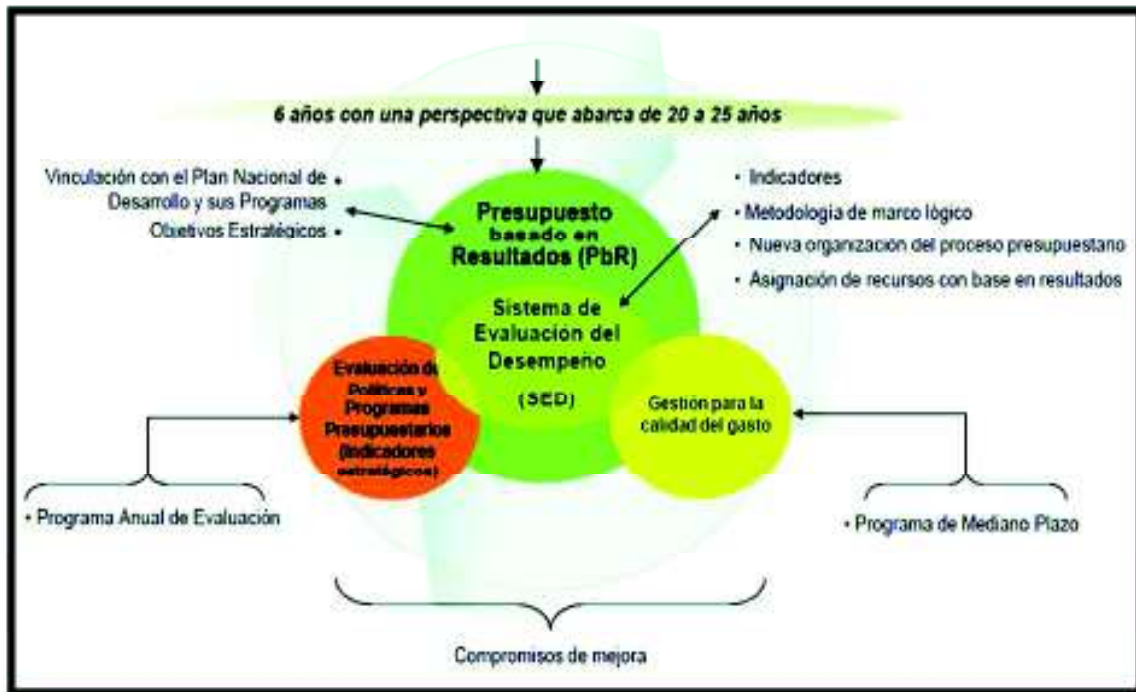 6 años con una perspectiva que abarca de 20 a 25 años
Vinculación con el Plan Nacional de •
Desarrollo y sus Programas
Objetivos Estratégicos •
Presupuesto
basado en
Resultados (PbR)
• Indicadores
• Metodología de marco lógico
• Nueva organización del proceso presupuestario
• Asignación de recursos con base en resultados
Sistema de
Evaluación del
Desempeño
(SED)
Evaluación de
Políticas y
Programas
Presupuestarios
(Indicadores
estratégicos)
Gestión para la
calidad del gasto
• Programa Anual de Evaluación
• Programa de Mediano Plazo
Compromisos de mejora